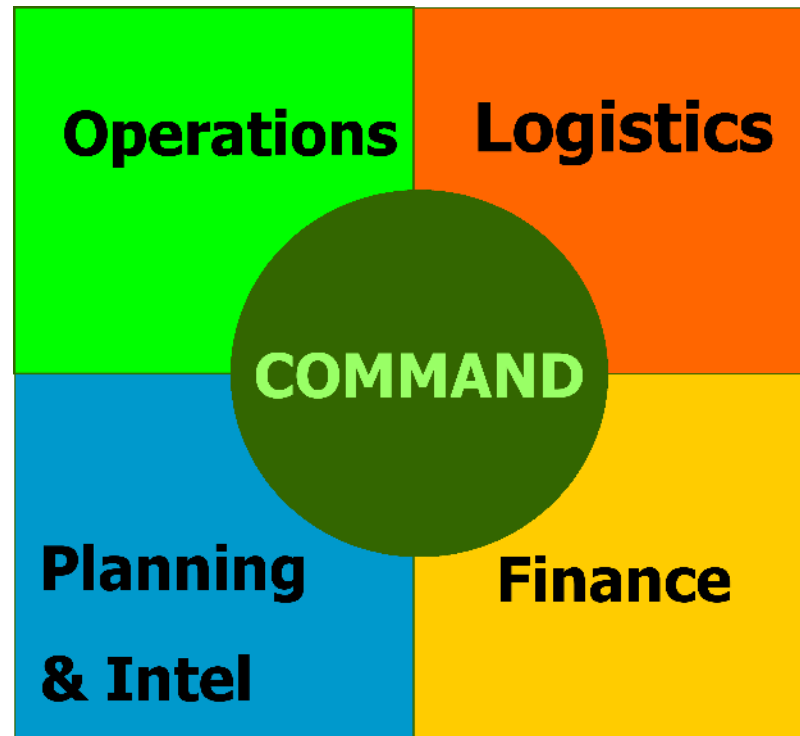 Operations
Logistics
COMMAND
Planning
& Intel
Finance